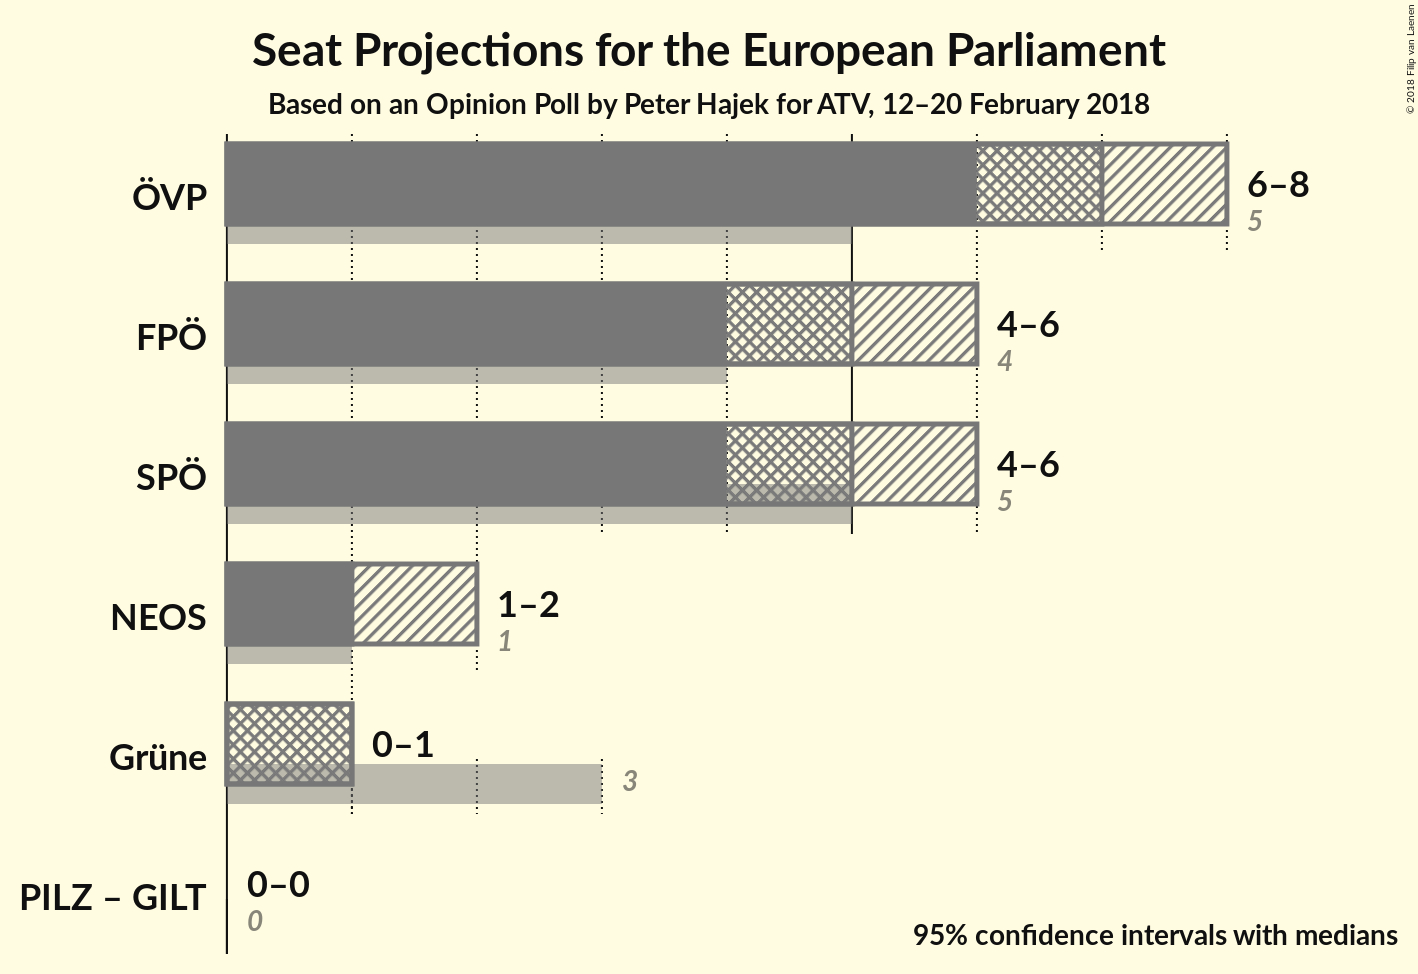 Seat Projections for the European Parliament
Based on an Opinion Poll by Peter Hajek for ATV, 12–20 February 2018
© 2018 Filip van Laenen
ÖVP
6–8
5
FPÖ
4–6
4
SPÖ
4–6
5
NEOS
1–2
1
Grüne
0–1
3
PILZ – GILT
0–0
0
95% confidence intervals with medians